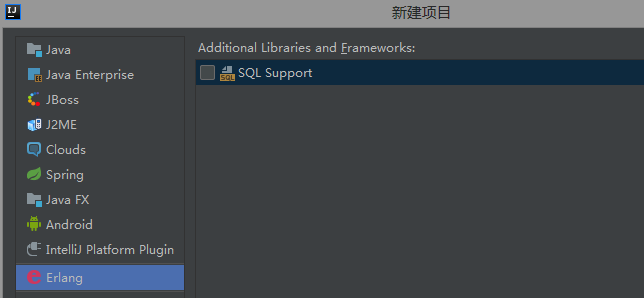 IJ
新建项目
Java
Java Enterprise
JBoss
J2ME
Clouds
Spring
Java FX
Android
IntelliJ Platform Plugin
Erlang
Additional Libraries and Frameworks:
SQL
SQL Support